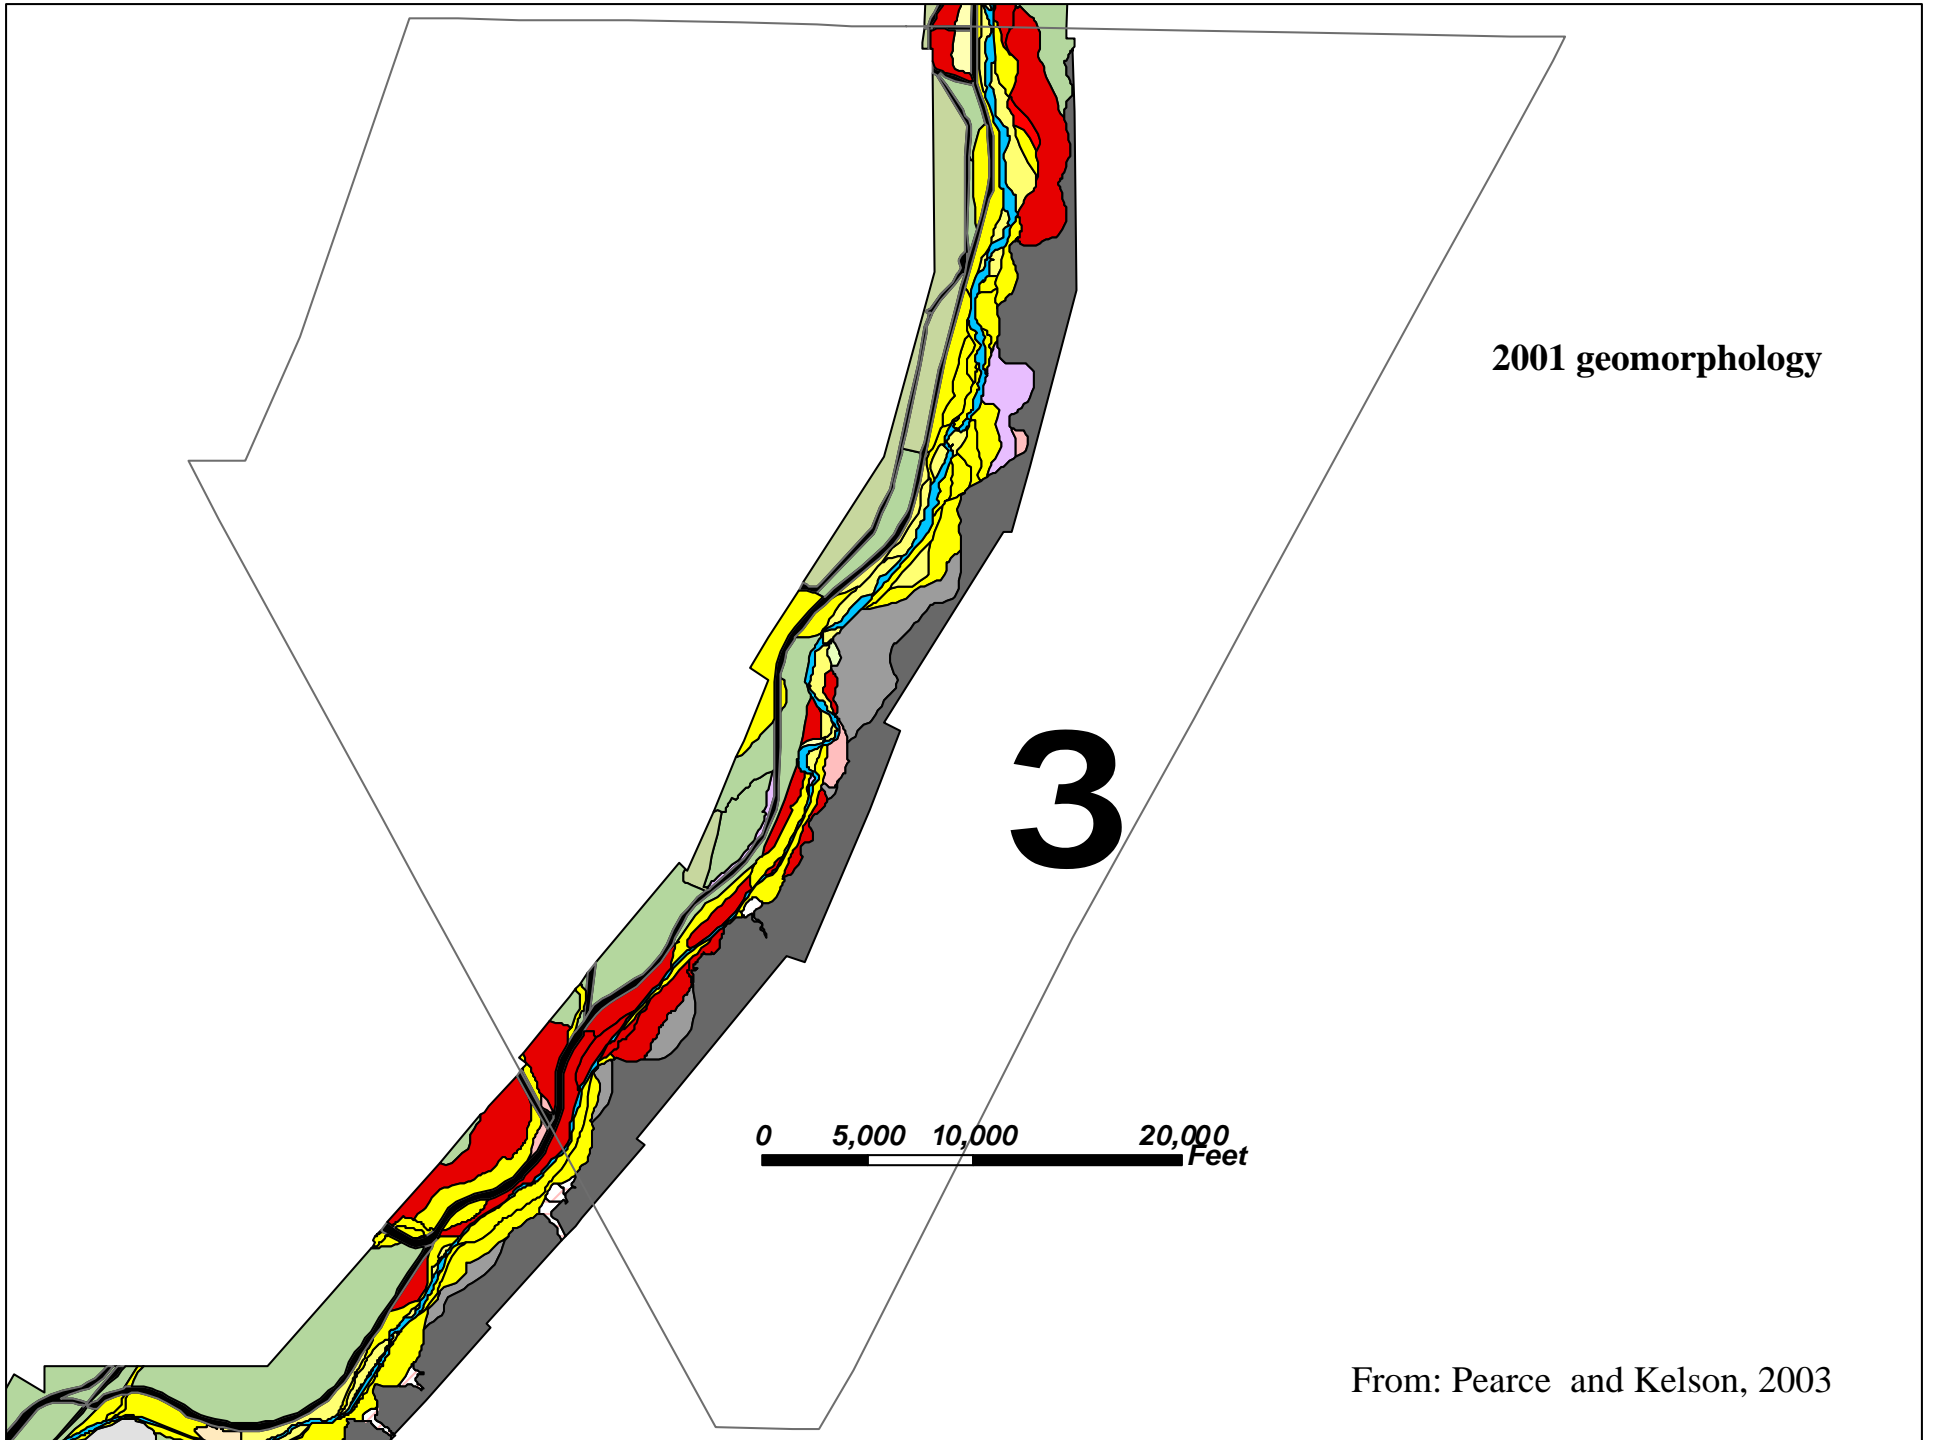 2001 geomorphology
3
0 5,000 10,000 20,000
Feet
From: Pearce and Kelson, 2003